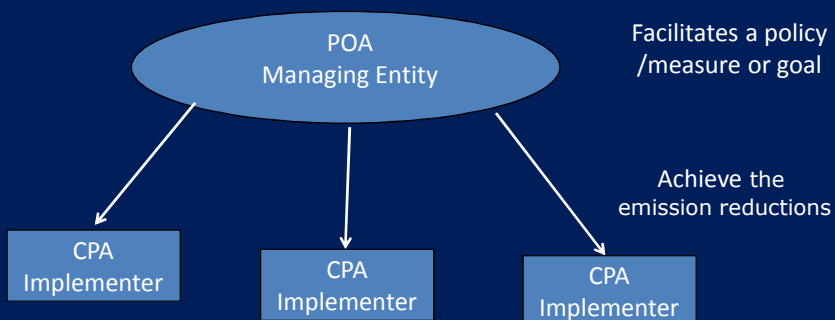 POA
Managing Entity
Facilitates a policy
/measure or goal
Achieve the
emission reductions
CPA
Implementer
CPA
Implementer
CPA
Implementer